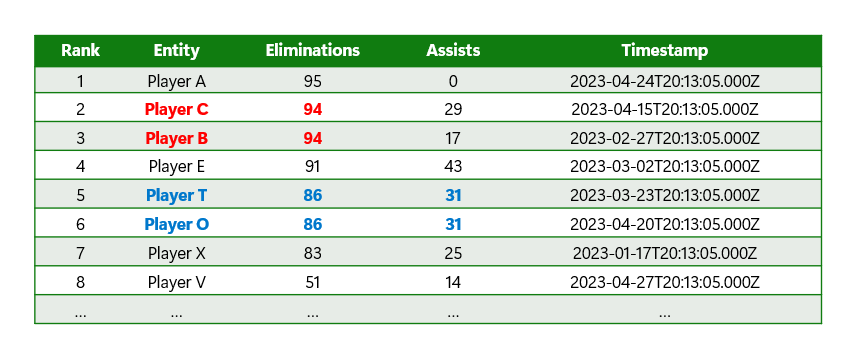 Rank Entity Eliminations Assists Timestamp
1 Player A 95 0 2023-04-24T20:13:05.000Z
2 Player C 94 29 2023-04-15T20:13:05.000Z
3 Player B 94 17 2023-02-27T20:13:05.000Z
4 Player E 91 43 2023-03-02T20:13:05.000Z
5 Player T 86 31 2023-03-23T20:13:05.000Z
6 Player O 86 31 2023-04-20T20:13:05.000Z
7 Player X 83 25 2023-01-17T20:13:05.000Z
8 Player V 51 14 2023-04-27T20:13:05.000Z
... ... ... ... ...